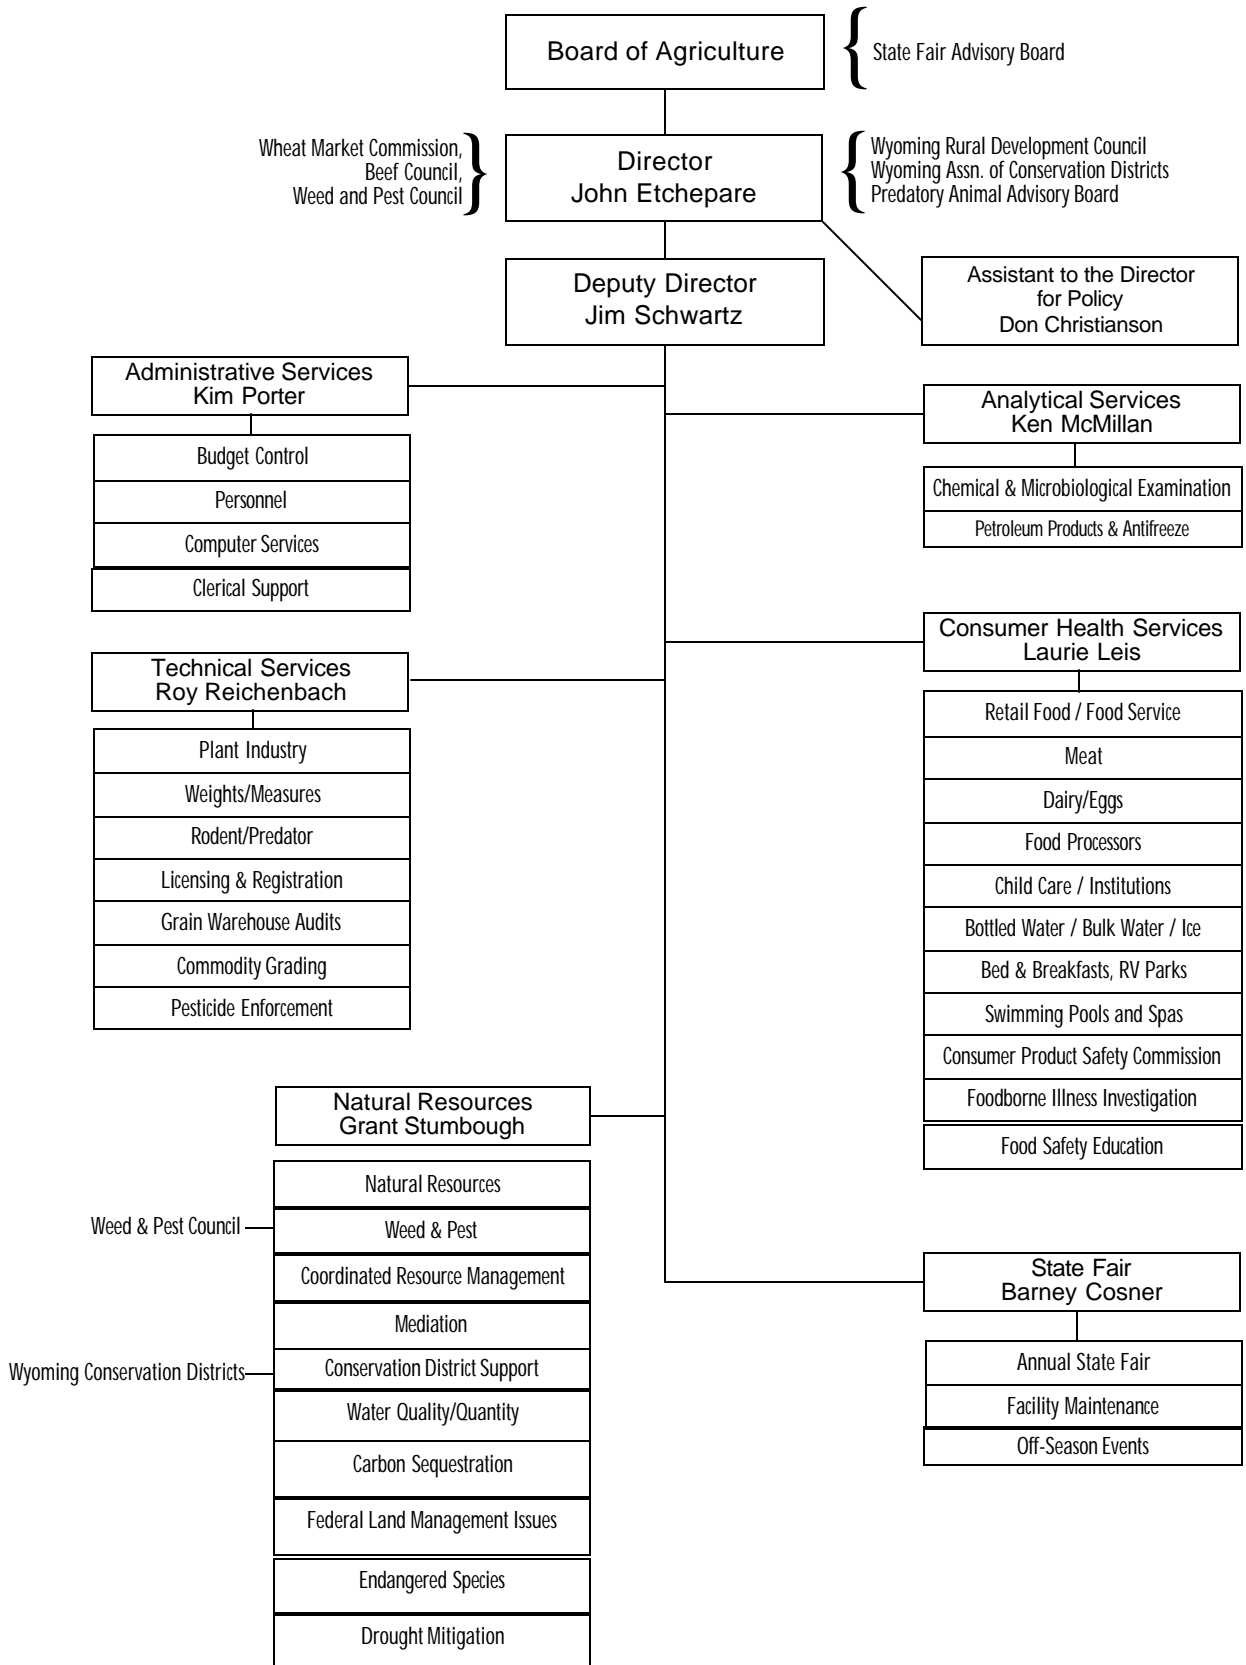 Board of Agriculture
State Fair Advisory Board
Wheat Market Commission,
Beef Council,
Weed and Pest Council
Director
John Etchepare
Wyoming Rural Development Council
Wyoming Assn. of Conservation Districts
Predatory Animal Advisory Board
Deputy Director
Jim Schwartz
Assistant to the Director
for Policy
Don Christianson
Administrative Services
Kim Porter
Budget Control
Personnel
Computer Services
Clerical Support
Analytical Services
Ken McMillan
Chemical & Microbiological Examination
Petroleum Products & Antifreeze
Technical Services
Roy Reichenbach
Plant Industry
Weights/Measures
Rodent/Predator
Licensing & Registration
Grain Warehouse Audits
Commodity Grading
Pesticide Enforcement
Consumer Health Services
Laurie Leis
Retail Food / Food Service
Meat
Dairy/Eggs
Food Processors
Child Care / Institutions
Bottled Water / Bulk Water / Ice
Bed & Breakfasts, RV Parks
Swimming Pools and Spas
Consumer Product Safety Commission
Foodborne Illness Investigation
Food Safety Education
Natural Resources
Grant Stumbough
Natural Resources
Weed & Pest Council
Weed & Pest
Coordinated Resource Management
Mediation
Wyoming Conservation Districts
Conservation District Support
Water Quality/Quantity
Carbon Sequestration
Federal Land Management Issues
Endangered Species
Drought Mitigation
State Fair
Barney Cosner
Annual State Fair
Facility Maintenance
Off-Season Events